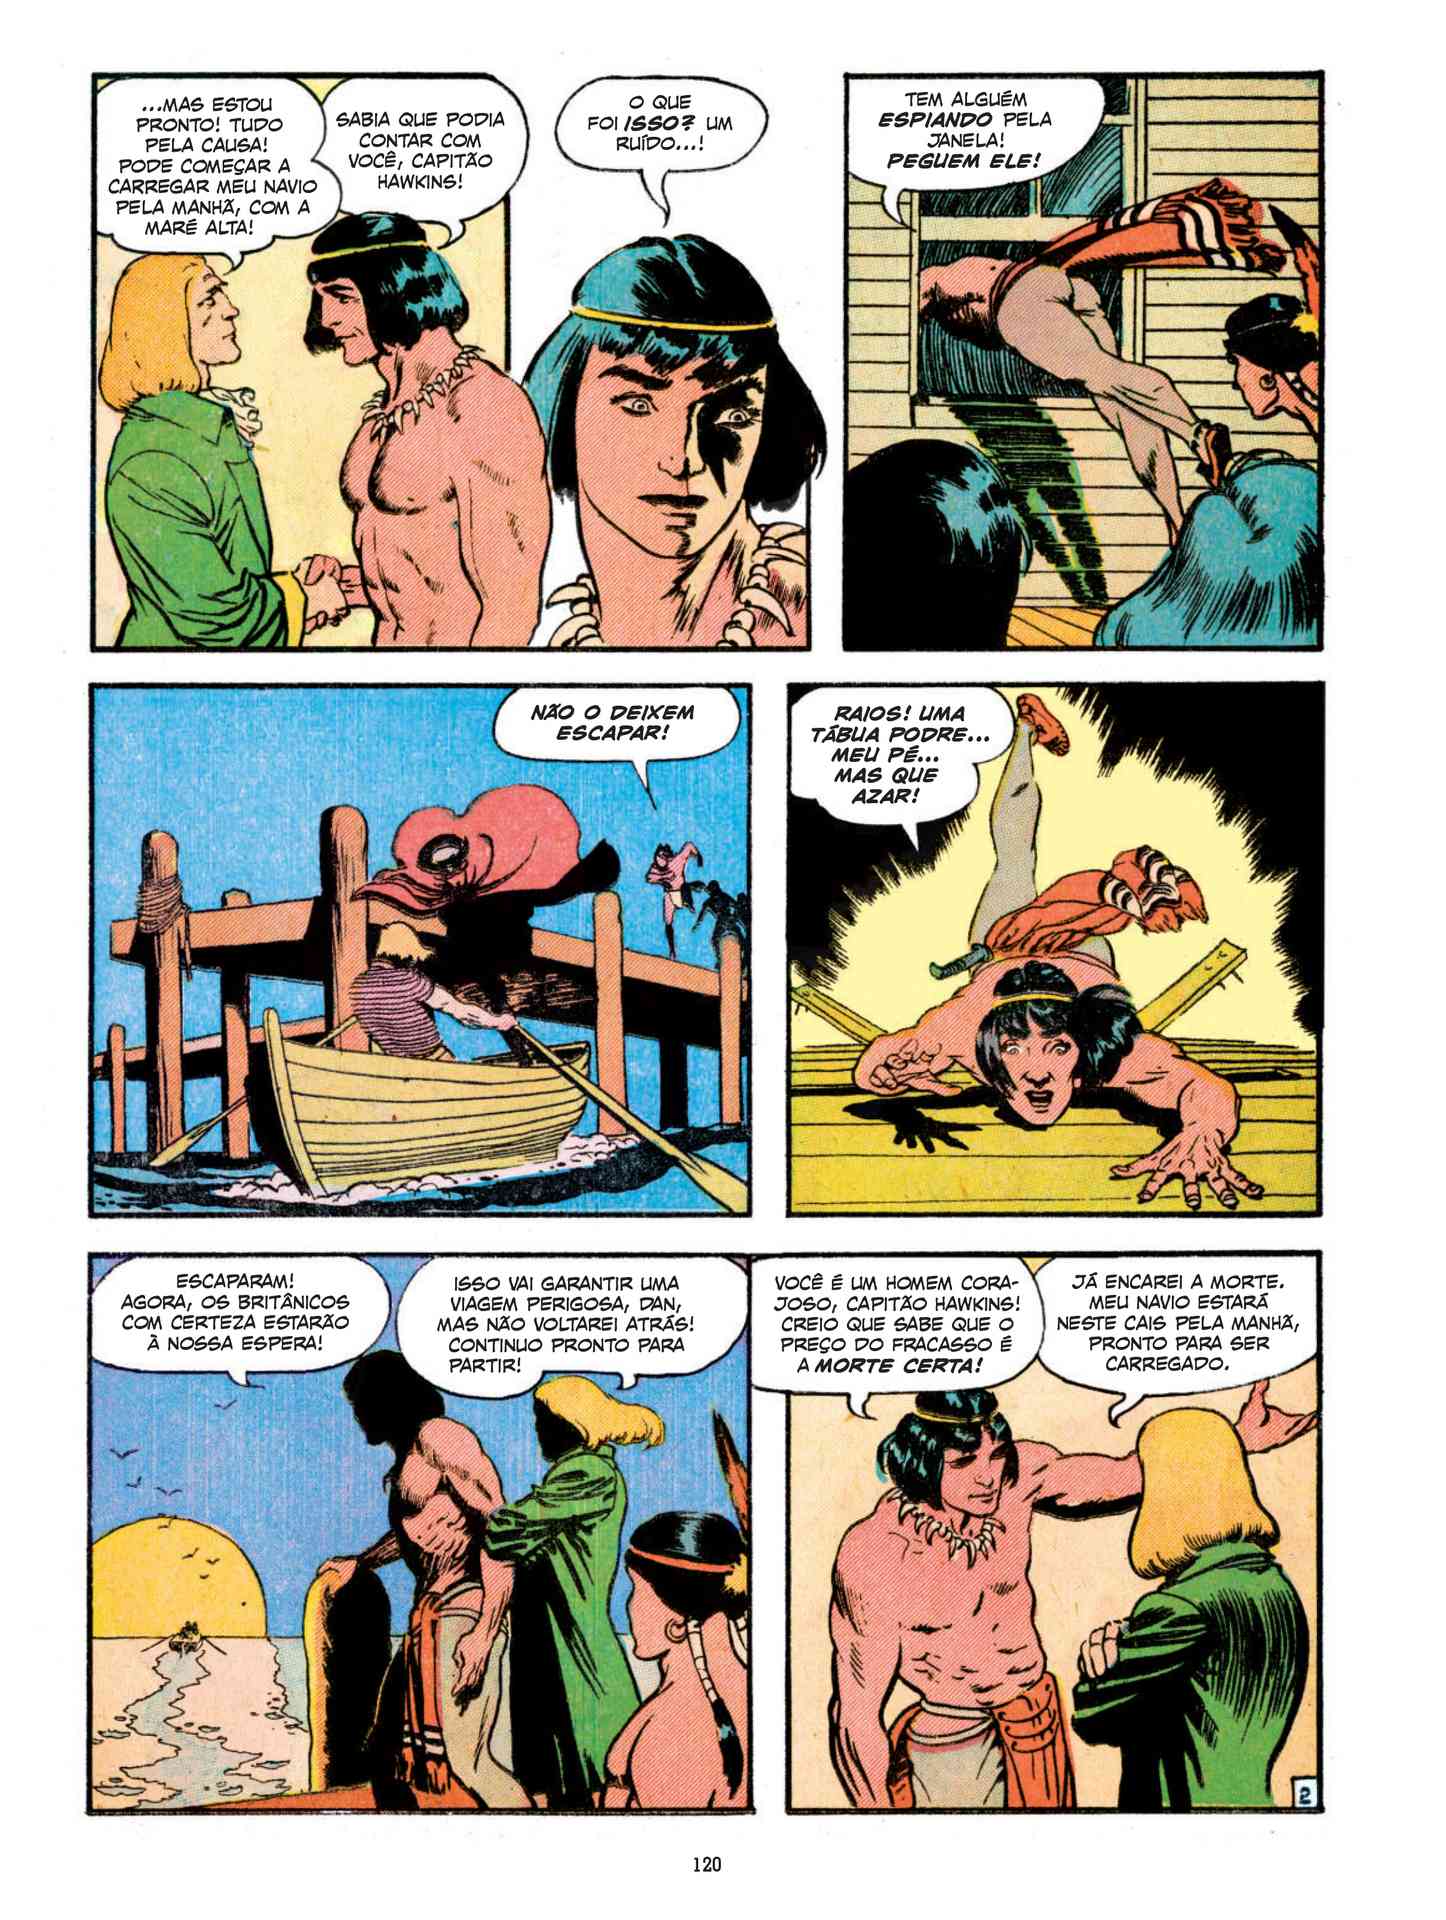 ...MAS ESTOU
PRONTO! TUDO
PELA CAUSA!
PODE COMEÇAR A
CARREGAR MEU NAVIO
PELA MANHÃ, COM A
MARÉ ALTA!
SABIA QUE PODIA
CONTAR COM
VOCÊ, CAPITÃO
HAWKINS!
O QUE
FOI ISSO? UM
RUÍDO...!
TEM ALGUÉM
ESPIANDO PELA
JANELA!
PEGUEM ELE!
NÃO O DEIXEM
ESCAPAR!
RAIOS! UMA
TÁBUA PODRE...
MEU PÉ...
MAS QUE
AZAR!
ESCAPARAM!
AGORA, OS BRITÂNICOS
COM CERTEZA ESTARÃO
À NOSSA ESPERA!
ISSO VAI GARANTIR UMA
VIAGEM PERIGOSA, DAN,
MAS NÃO VOLTAREI ATRÁS!
CONTINUO PRONTO PARA
PARTIR!
VOCÊ É UM HOMEM CORA-
JOSO, CAPITÃO HAWKINS!
CREIO QUE SABE QUE O
PREÇO DO FRACASSO É
A MORTE CERTA!
JÁ ENCAREI A MORTE.
MEU NAVIO ESTARÁ
NESTE CAIS PELA MANHÃ,
PRONTO PARA SER
CARREGADO.
2
120